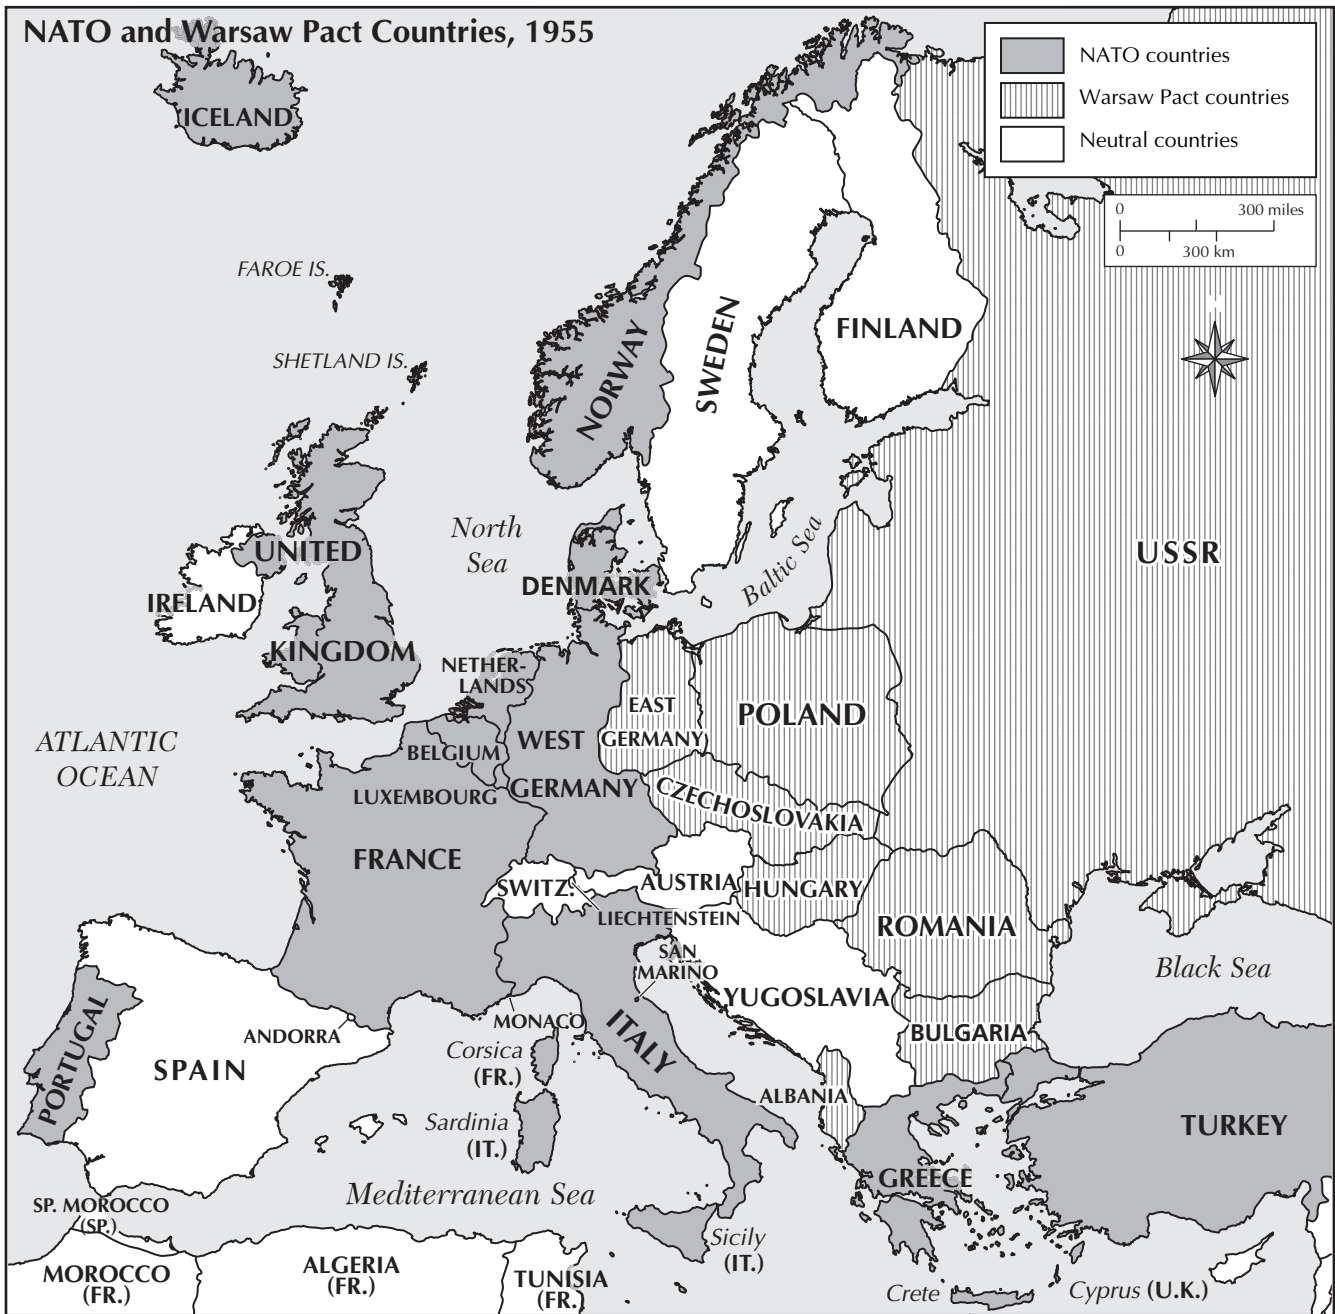 NATO and Warsaw Pact Countries, 1955
NATO countries
Warsaw Pact countries
Neutral countries
0 300 miles
0 300 km
N
ICELAND
FAROE IS.
SHETLAND IS.
NORWAY
SWEDEN
FINLAND
North
Sea
Baltic Sea
USSR
UNITED
KINGDOM
IRELAND
DENMARK
NETHER-
LANDS
EAST
GERMANY
POLAND
ATLANTIC
OCEAN
BELGIUM
WEST
GERMANY
LUXEMBOURG
CZECHOSLOVAKIA
FRANCE
SWITZ.
AUSTRIA
HUNGARY
LIECHTENSTEIN
ROMANIA
SAN
MARINO
YUGOSLAVIA
Black Sea
PORTUGAL
SPAIN
ANDORRA
MONACO
ITALY
BULGARIA
Corsica
(FR.)
ALBANIA
Sardinia
(IT.)
TURKEY
GREECE
Mediterranean Sea
SP. MOROCCO
(SP.)
Sicily
(IT.)
MOROCCO
(FR.)
ALGERIA
(FR.)
TUNISIA
(FR.)
Crete
Cyprus (U.K.)